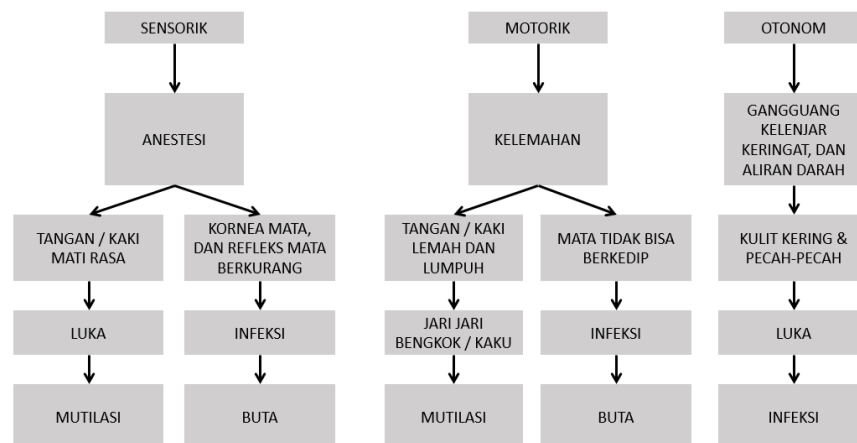 SENSORIK
MOTORIK
OTONOM
ANESTESI
KELEMAHAN
GANGGUANG
KELENJAR
KERINGAT, DAN
ALIRAN DARAH
TANGAN / KAKI
MATI RASA
KORNEA MATA,
DAN REFLEKS MATA
BERKURANG
TANGAN / KAKI
LEMAH DAN
LUMPUH
MATA TIDAK BISA
BERKEDIP
KULIT KERING &
PECAH-PECAH
LUKA
INFEKSI
JARI JARI
BENGKOK / KAKU
INFEKSI
LUKA
MUTILASI
BUTA
MUTILASI
BUTA
INFEKSI